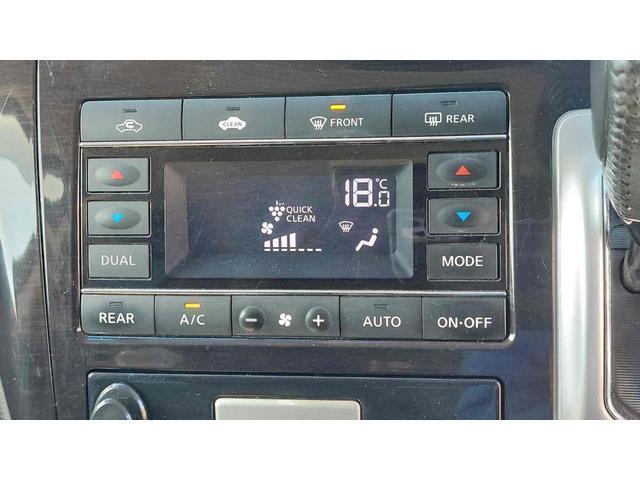 CLEAN
FRONT
REAR
QUICK
CLEAN
18.0 °C
DUAL
MODE
REAR
A/C
− +
AUTO
ON・OFF